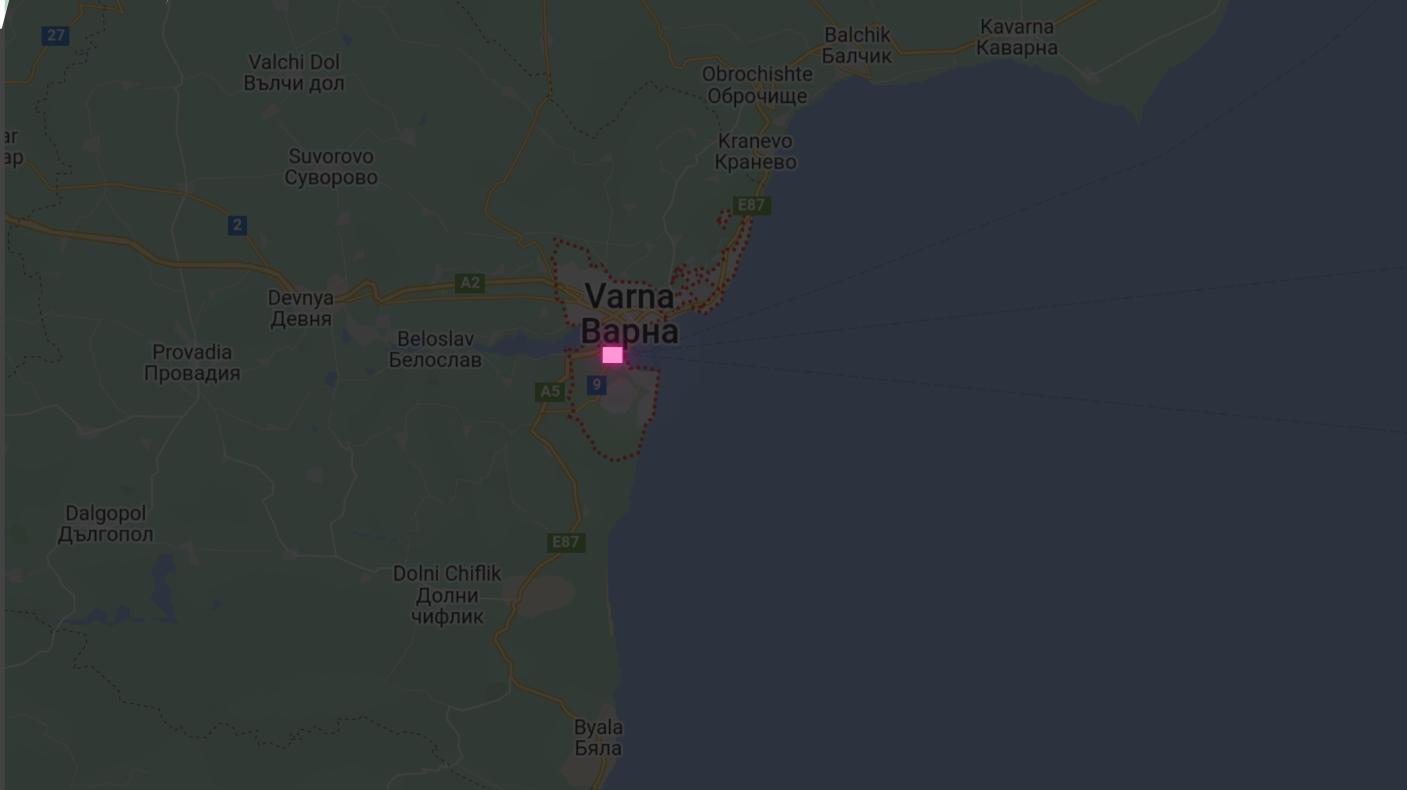 27
Valchi Dol
Вълчи дол
Balchik
Балчик
Kavarna
Каварна
Obrochishte
Оброчище
ar
ар
Kranevo
Кранево
Suvorovo
Суворово
E87
2
A2
Varna
Варна
Devnya
Девня
Beloslav
Белослав
Provadia
Провадия
A5
9
Dalgopol
Дългопол
E87
Dolni Chiflik
Долни
чифлик
Byala
Бяла